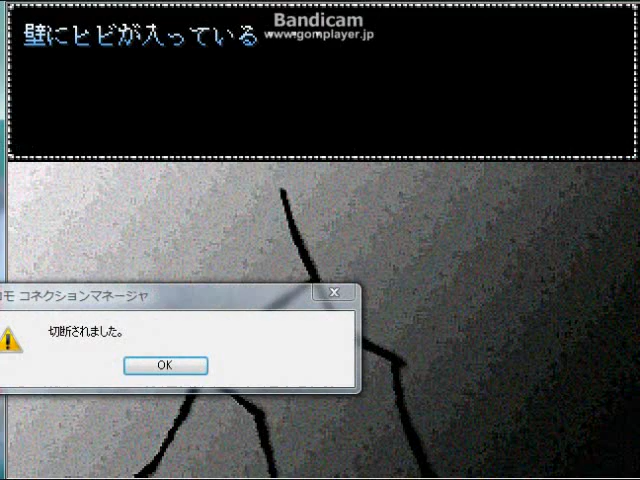 Bandicam
www.gomplayer.jp
壁にヒビが入っている
モ コネクションマネージャ
切断されました。
OK